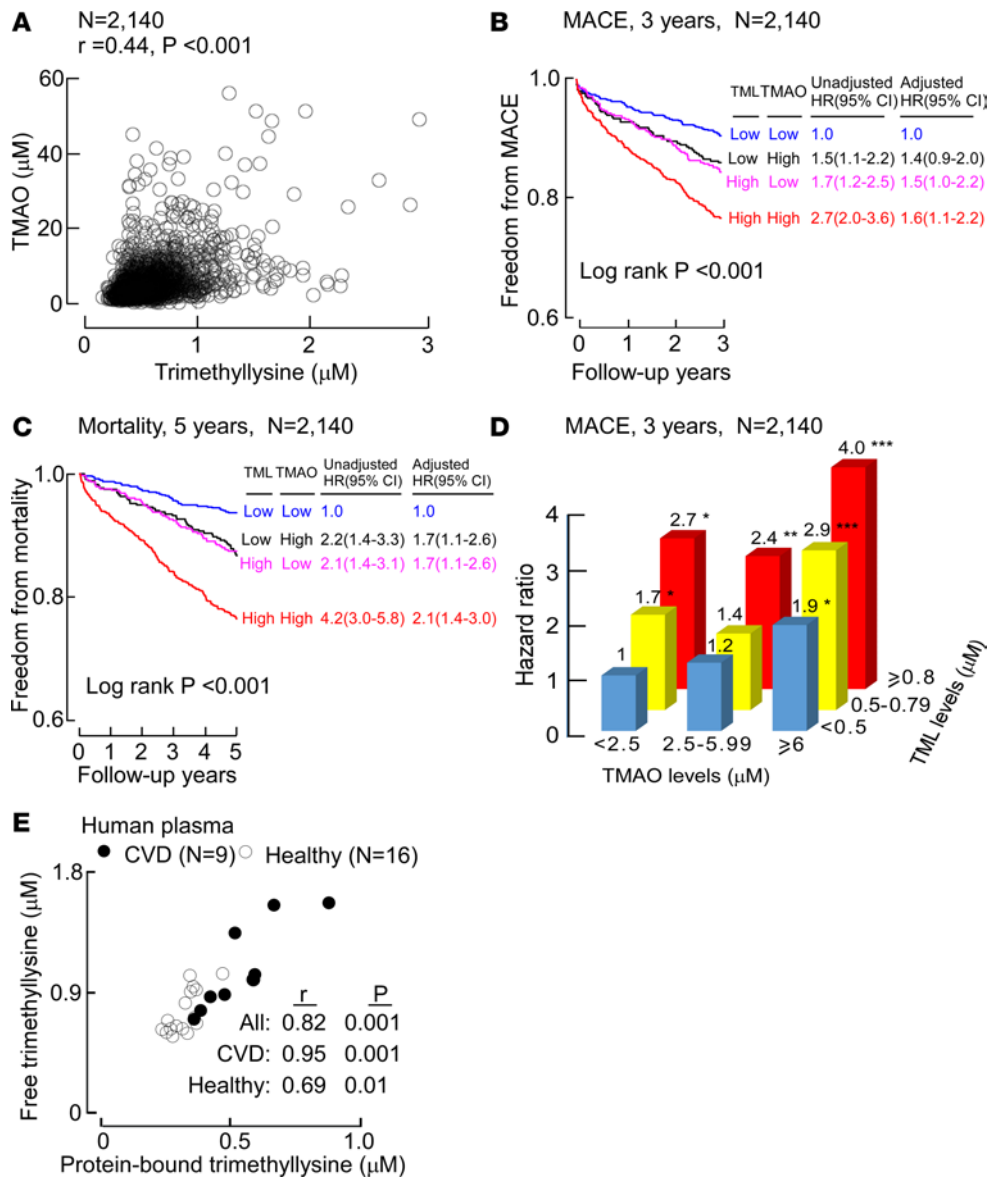 A
N=2,140
r =0.44, P <0.001
60
40
20
0
TMAO (μM)
0 1 2 3
Trimethyllysine (μM)
B
MACE, 3 years, N=2,140
1.0
0.8
0.6
Freedom from MACE
TML TMAO Unadjusted HR(95% CI) Adjusted HR(95% CI)
Low Low 1.0 1.0
Low High 1.5(1.1-2.2) 1.4(0.9-2.0)
High Low 1.7(1.2-2.5) 1.5(1.0-2.2)
High High 2.7(2.0-3.6) 1.6(1.1-2.2)
Log rank P <0.001
0 1 2 3
Follow-up years
C
Mortality, 5 years, N=2,140
1.0
0.8
0.6
Freedom from mortality
TML TMAO Unadjusted HR(95% CI) Adjusted HR(95% CI)
Low Low 1.0 1.0
Low High 2.2(1.4-3.3) 1.7(1.1-2.6)
High Low 2.1(1.4-3.1) 1.7(1.1-2.6)
High High 4.2(3.0-5.8) 2.1(1.4-3.0)
Log rank P <0.001
0 1 2 3 4 5
Follow-up years
D
MACE, 3 years, N=2,140
4
3
2
1
0
Hazard ratio
4.0 ***
2.7 *
2.4 **
2.9 ***
1.7 *
1.4
1.9 *
1
1.2
<2.5
2.5-5.99
≥6
TMAO levels (μM)
<0.5
0.5-0.79
≥0.8
TML levels (μM)
E
Human plasma
CVD (N=9) Healthy (N=16)
1.8
0.9
0
Free trimethyllysine (μM)
r P
All: 0.82 0.001
CVD: 0.95 0.001
Healthy: 0.69 0.01
0 0.5 1.0
Protein-bound trimethyllysine (μM)